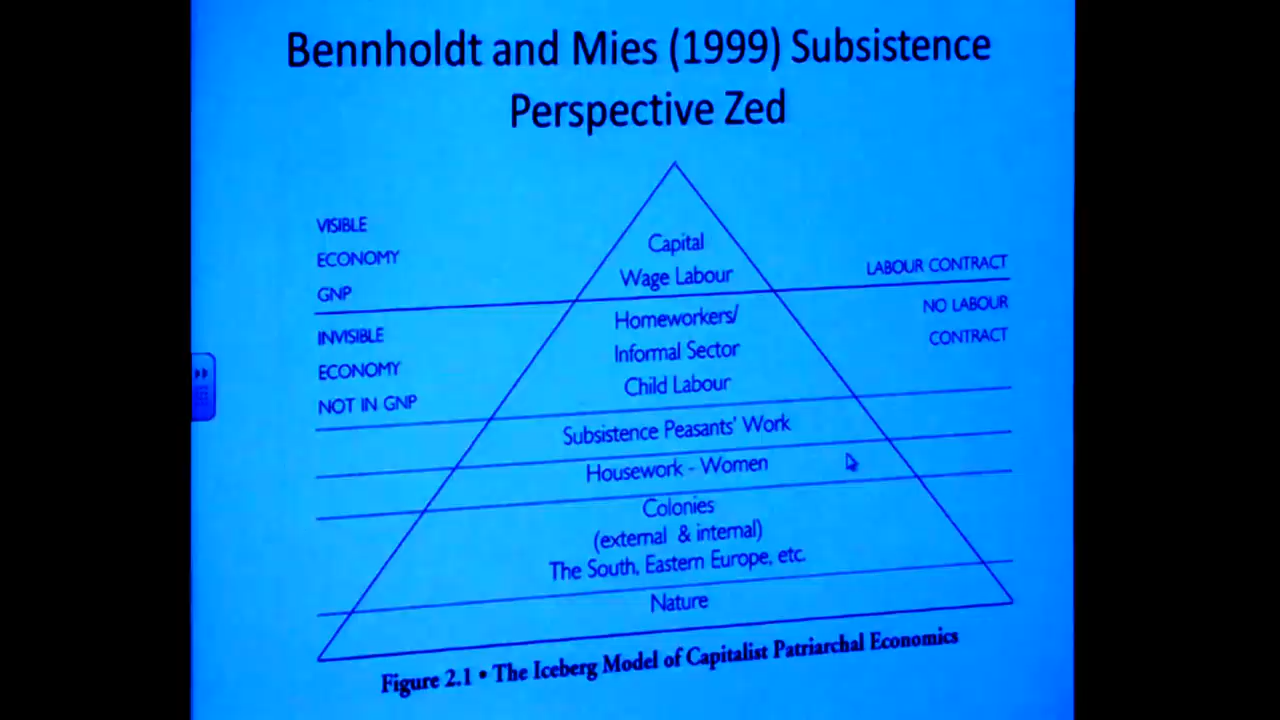 Bennholdt and Mies (1999) Subsistence
Perspective Zed
VISIBLE
ECONOMY
GNP
Capital
Wage Labour
LABOUR CONTRACT
INVISIBLE
ECONOMY
NOT IN GNP
Homeworkers/
Informal Sector
Child Labour
NO LABOUR
CONTRACT
Subsistence Peasants' Work
Housework - Women
Colonies
(external & internal)
The South, Eastern Europe, etc.
Nature
Figure 2.1 • The Iceberg Model of Capitalist Patriarchal Economics